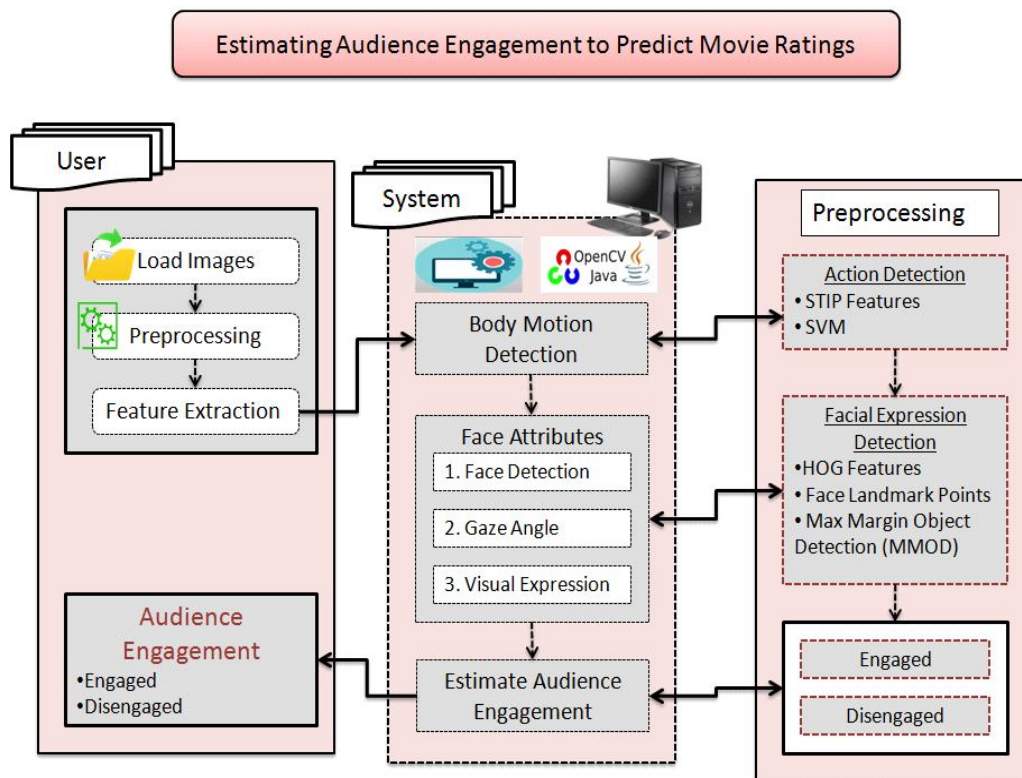 Estimating Audience Engagement to Predict Movie Ratings
User
Load Images
Preprocessing
Feature Extraction
Audience
Engagement
•Engaged
•Disengaged
System
OpenCV
Java
Body Motion
Detection
Face Attributes
1. Face Detection
2. Gaze Angle
3. Visual Expression
Estimate Audience
Engagement
Preprocessing
Action Detection
• STIP Features
• SVM
Facial Expression
Detection
•HOG Features
• Face Landmark Points
• Max Margin Object
Detection (MMOD)
Engaged
Disengaged